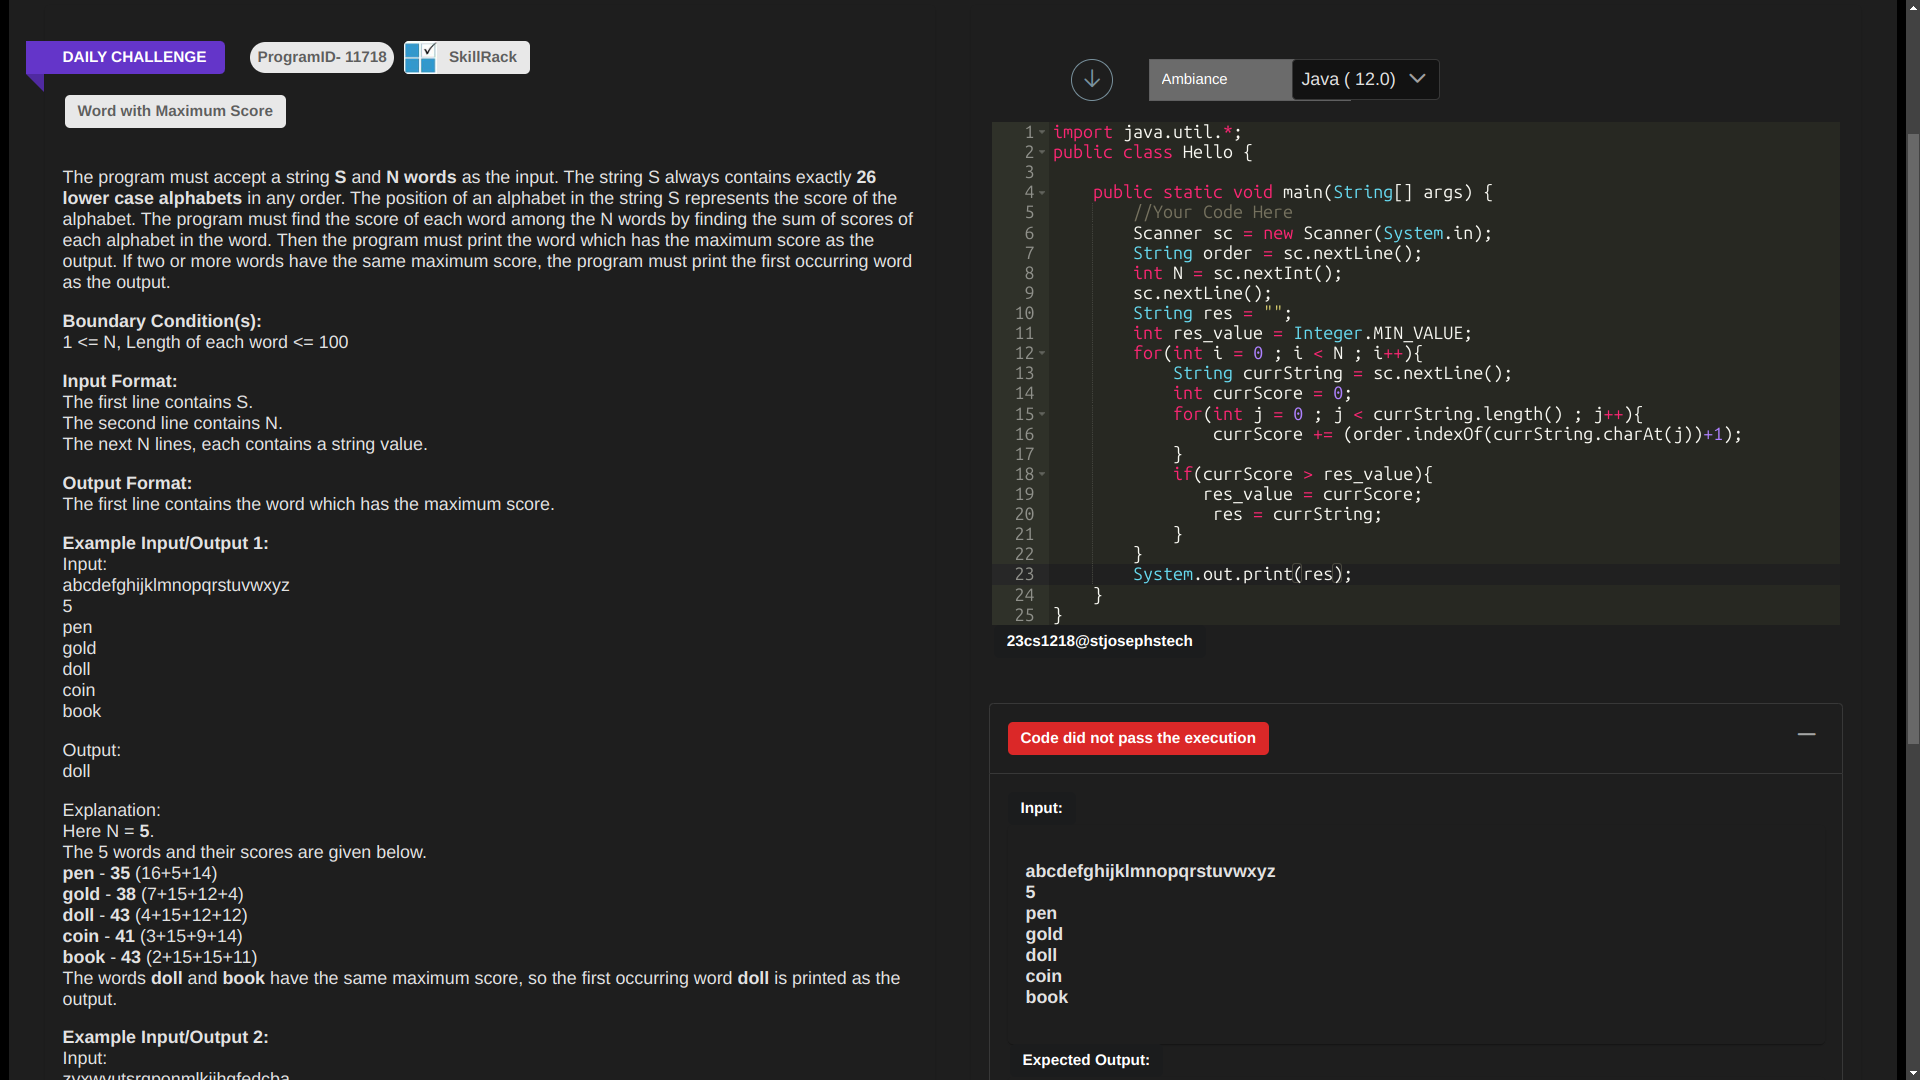 DAILY CHALLENGE
ProgramID- 11718
SkillRack
Word with Maximum Score
The program must accept a string S and N words as the input. The string S always contains exactly 26
lower case alphabets in any order. The position of an alphabet in the string S represents the score of the
alphabet. The program must find the score of each word among the N words by finding the sum of scores of
each alphabet in the word. Then the program must print the word which has the maximum score as the
output. If two or more words have the same maximum score, the program must print the first occurring word
as the output.
Boundary Condition(s):
1 <= N, Length of each word <= 100
Input Format:
The first line contains S.
The second line contains N.
The next N lines, each contains a string value.
Output Format:
The first line contains the word which has the maximum score.
Example Input/Output 1:
Input:
abcdefghijklmnopqrstuvwxyz
5
pen
gold
doll
coin
book
Output:
doll
Explanation:
Here N = 5.
The 5 words and their scores are given below.
pen - 35 (16+5+14)
gold - 38 (7+15+12+4)
doll - 43 (4+15+12+12)
coin - 41 (3+15+9+14)
book - 43 (2+15+15+11)
The words doll and book have the same maximum score, so the first occurring word doll is printed as the
output.
Example Input/Output 2:
Input:
zyxwvutsrqponmlkjihgfedcba
Ambiance
Java ( 12.0)
1 import java.util.*;
2 public class Hello {
3
4     public static void main(String[] args) {
5         //Your Code Here
6         Scanner sc = new Scanner(System.in);
7         String order = sc.nextLine();
8         int N = sc.nextInt();
9         sc.nextLine();
10         String res = "";
11         int res_value = Integer.MIN_VALUE;
12         for(int i = 0 ; i < N ; i++){
13             String currString = sc.nextLine();
14             int currScore = 0;
15             for(int j = 0 ; j < currString.length() ; j++){
16                 currScore += (order.indexOf(currString.charAt(j))+1);
17             }
18             if(currScore > res_value){
19                res_value = currScore;
20                 res = currString;
21             }
22         }
23         System.out.print(res);
24     }
25 }
23cs1218@stjosephstech
Code did not pass the execution
Input:
abcdefghijklmnopqrstuvwxyz
5
pen
gold
doll
coin
book
Expected Output: